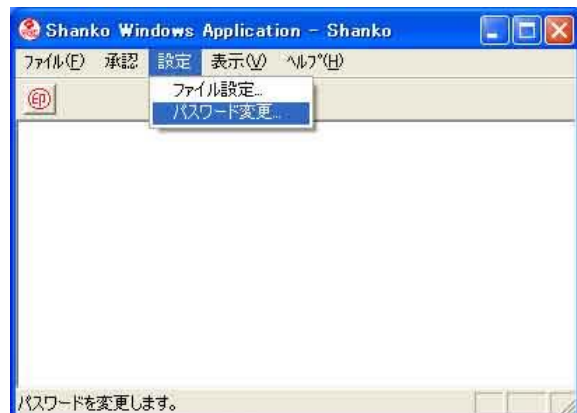 Shanko Windows Application - Shanko
ファイル(F) 承認 設定 表示(V) ヘルプ(H)
印
ファイル設定...
パスワード変更...
パスワードを変更します。